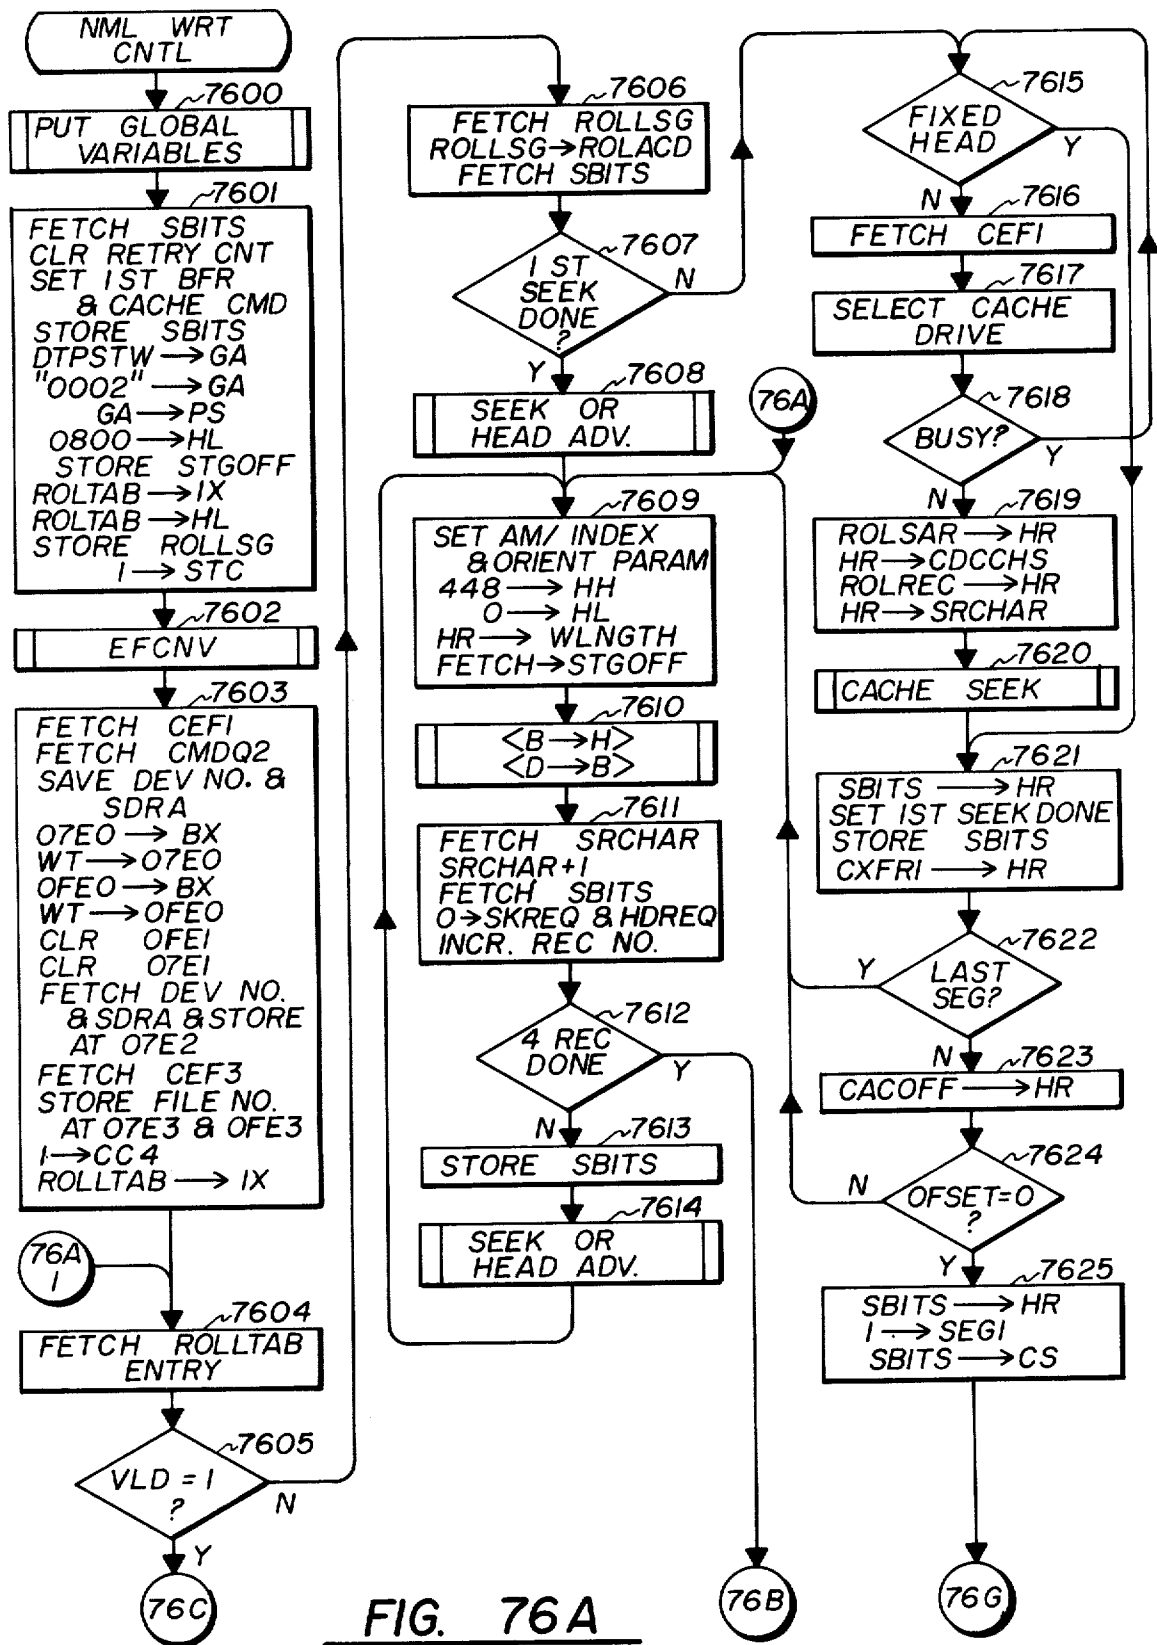 NML WRT
CNTL
7600
PUT GLOBAL
VARIABLES
7601
FETCH SBITS
CLR RETRY CNT
SET 1ST BFR
& CACHE CMD
STORE SBITS
DTPSTW→GA
"0002"→GA
GA→PS
0800→HL
STORE STGOFF
ROLTAB→IX
ROLTAB→HL
STORE ROLLSG
1→STC
7602
EFCNV
7603
FETCH CEF1
FETCH CMDQ2
SAVE DEV NO. &
SDRA
07E0→BX
WT→07E0
0FE0→BX
WT→0FE0
CLR 0FE1
CLR 07E1
FETCH DEV NO.
& SDRA & STORE
AT 07E2
FETCH CEF3
STORE FILE NO.
AT 07E3 & 0FE3
1→CC4
ROLLTAB→IX
76A
1
7604
FETCH ROLLTAB
ENTRY
7605
VLD = 1
?
N
Y
76C
7606
FETCH ROLLSG
ROLLSG→ROLACD
FETCH SBITS
7607
1 ST
SEEK
DONE
?
N
Y
7608
SEEK OR
HEAD ADV.
76A
7609
SET AM/ INDEX
& ORIENT PARAM
448→HH
0→HL
HR→WLNGTH
FETCH→STGOFF
7610
<B→H>
<D→B>
7611
FETCH SRCHAR
SRCHAR+1
FETCH SBITS
0→SKREQ & HDREQ
INCR. REC NO.
7612
4 REC
DONE
Y
N
7613
STORE SBITS
7614
SEEK OR
HEAD ADV.
76B
7615
FIXED
HEAD
Y
N
7616
FETCH CEF1
7617
SELECT CACHE
DRIVE
7618
BUSY?
Y
N
7619
ROLSAR→HR
HR→CDCCHS
ROLREC→HR
HR→SRCHAR
7620
CACHE SEEK
7621
SBITS→HR
SET 1ST SEEK DONE
STORE SBITS
CXFR1→HR
7622
LAST
SEG?
Y
N
7623
CACOFF→HR
7624
OFSET=0
?
N
Y
7625
SBITS→HR
1→SEG1
SBITS→CS
76G
FIG. 76A